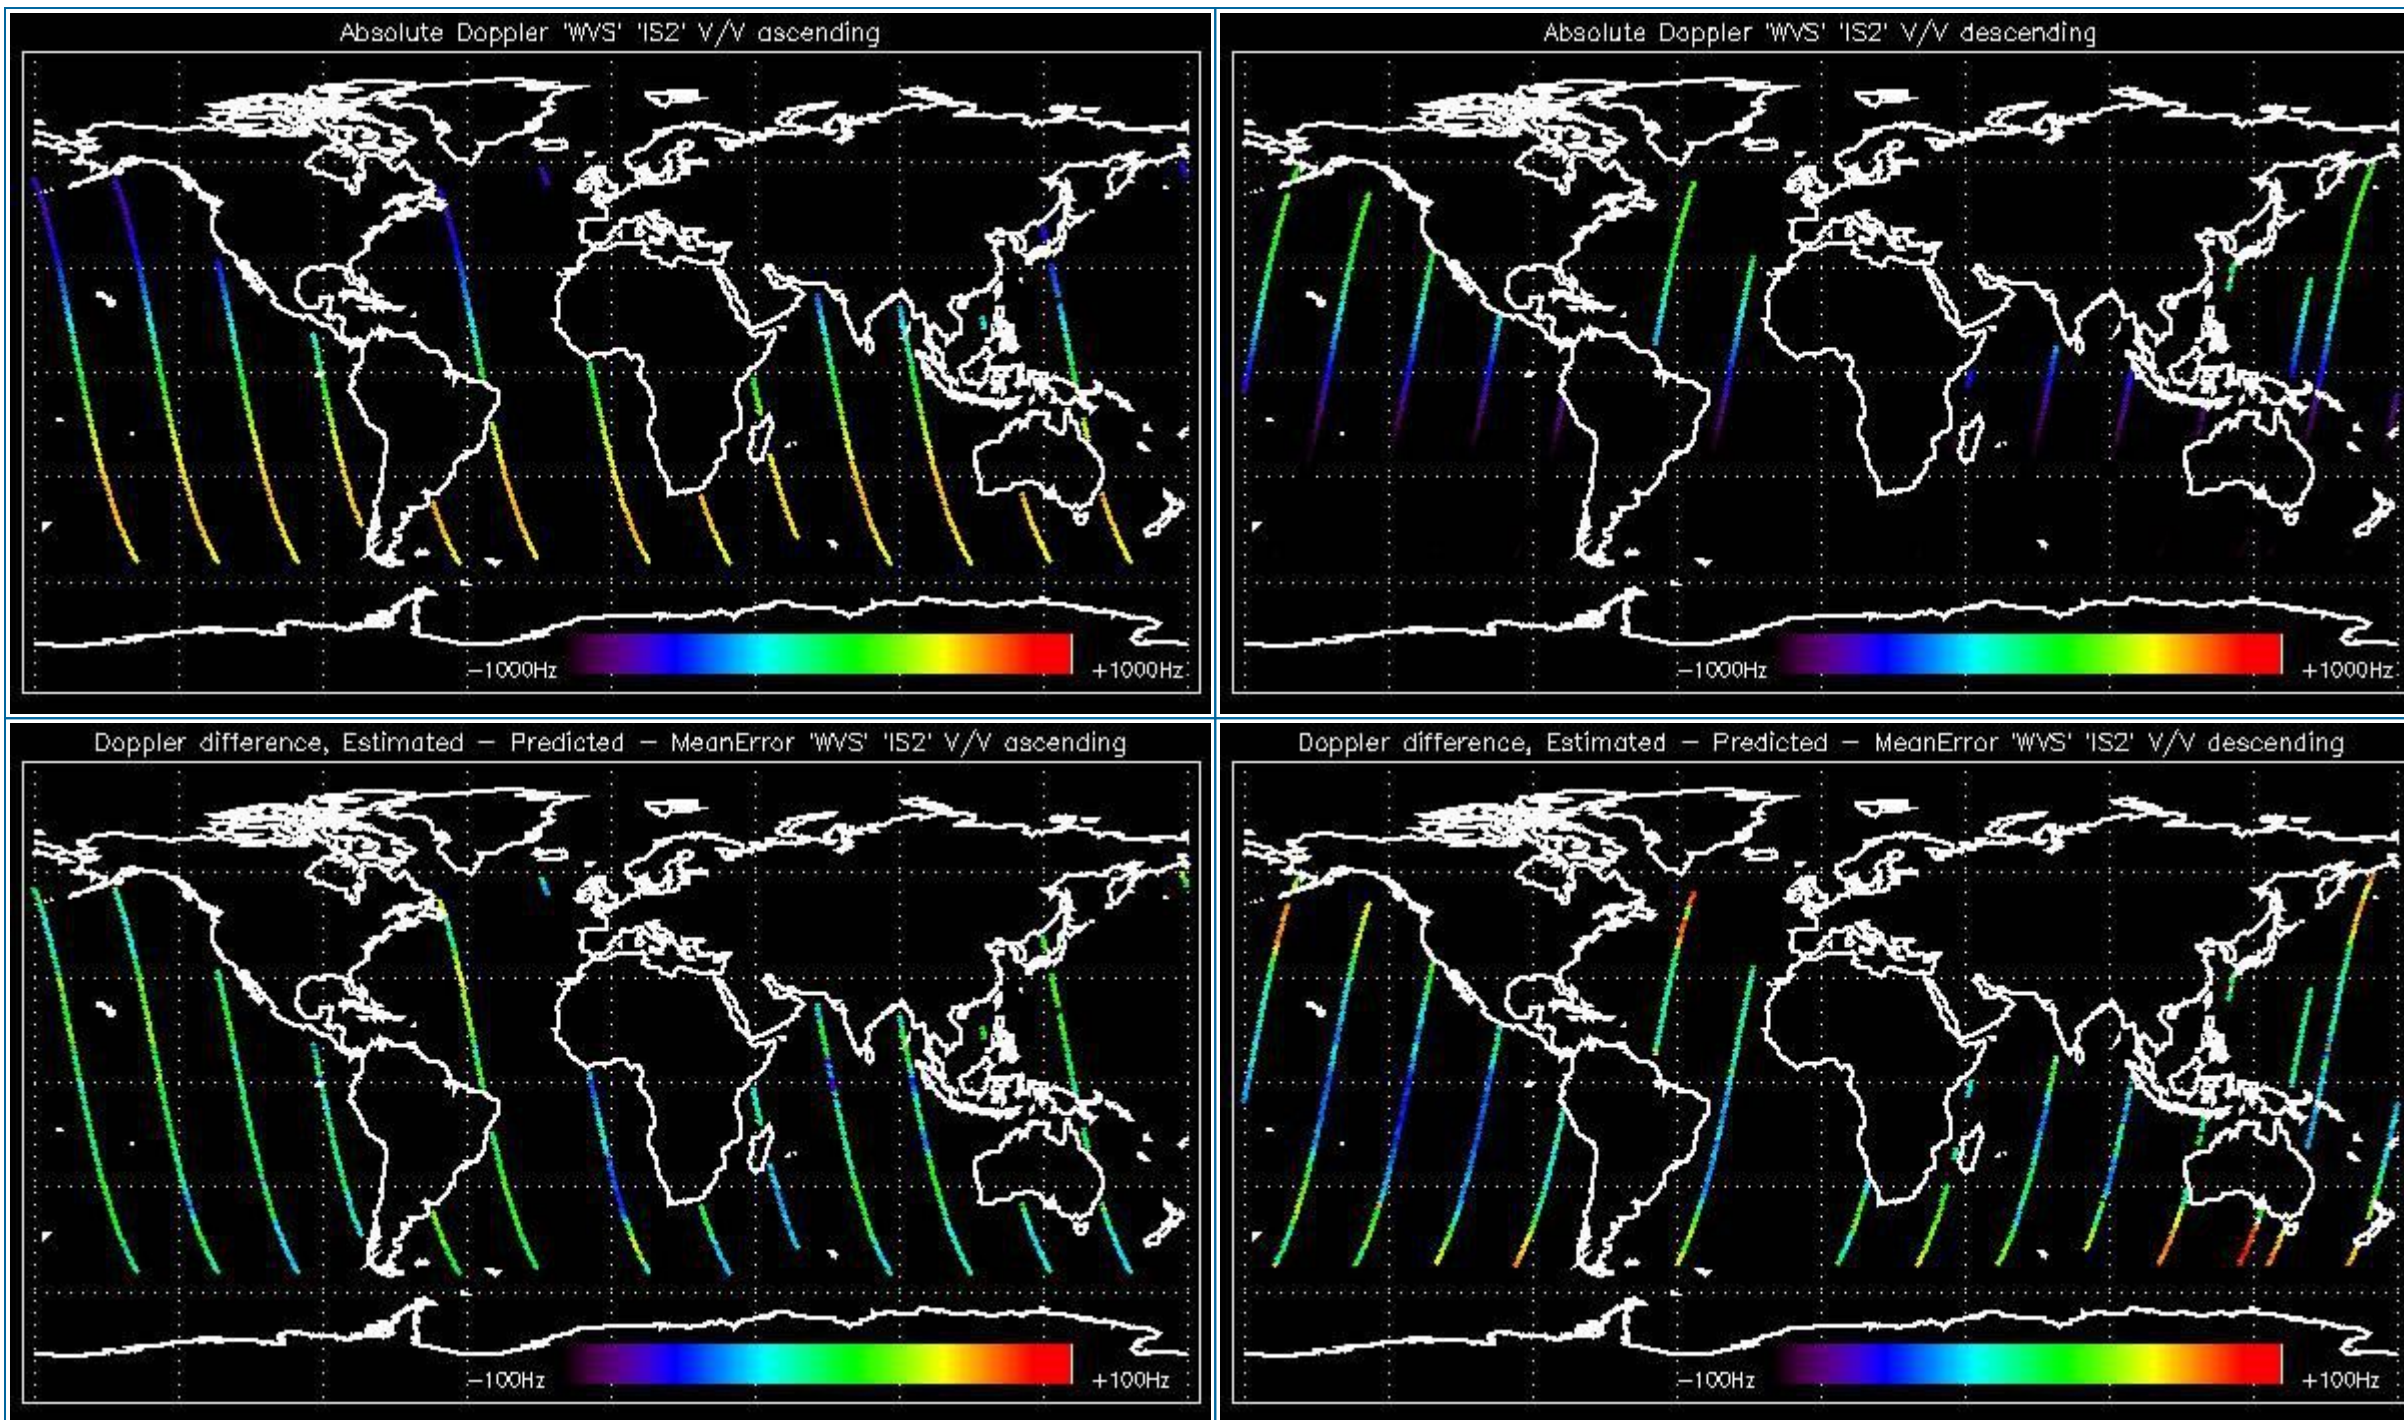 Absolute Doppler 'WVS' 'IS2' V/V ascending
−1000Hz
+1000Hz
Absolute Doppler 'WVS' 'IS2' V/V descending
−1000Hz
+1000Hz
Doppler difference, Estimated − Predicted − MeanError 'WVS' 'IS2' V/V ascending
−100Hz
+100Hz
Doppler difference, Estimated − Predicted − MeanError 'WVS' 'IS2' V/V descending
−100Hz
+100Hz